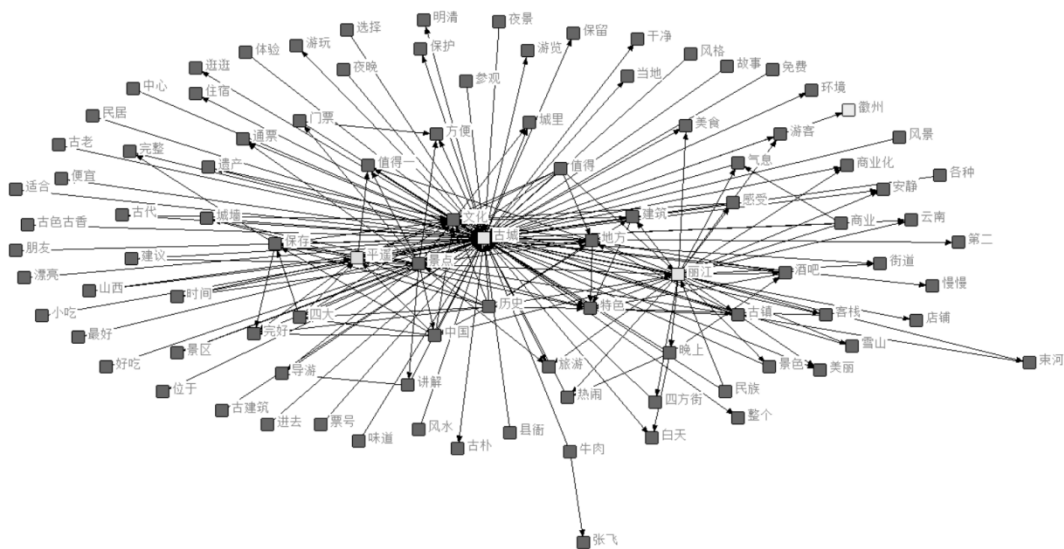 明清
夜景
选择
保留
干净
游玩
保护
游览
体验
风格
夜晚
故事
免费
逛逛
参观
当地
中心
住宿
环境
徽州
民居
门票
城里
美食
方便
游客
风景
古老
通票
完整
遗产
值得一
值得
气息
商业化
便宜
各种
适合
安静
感受
古色古香
古代
城墙
文化
建筑
商业
云南
朋友
保存
古城
地方
第二
建议
平遥
景点
街道
漂亮
丽江
酒吧
慢慢
山西
时间
小吃
四大
历史
特色
古镇
客栈
店铺
最好
完好
中国
好吃
景区
旅游
晚上
雪山
束河
导游
景色
美丽
位于
讲解
热闹
民族
古建筑
四方街
进去
票号
风水
县衙
整个
味道
古朴
牛肉
白天
张飞